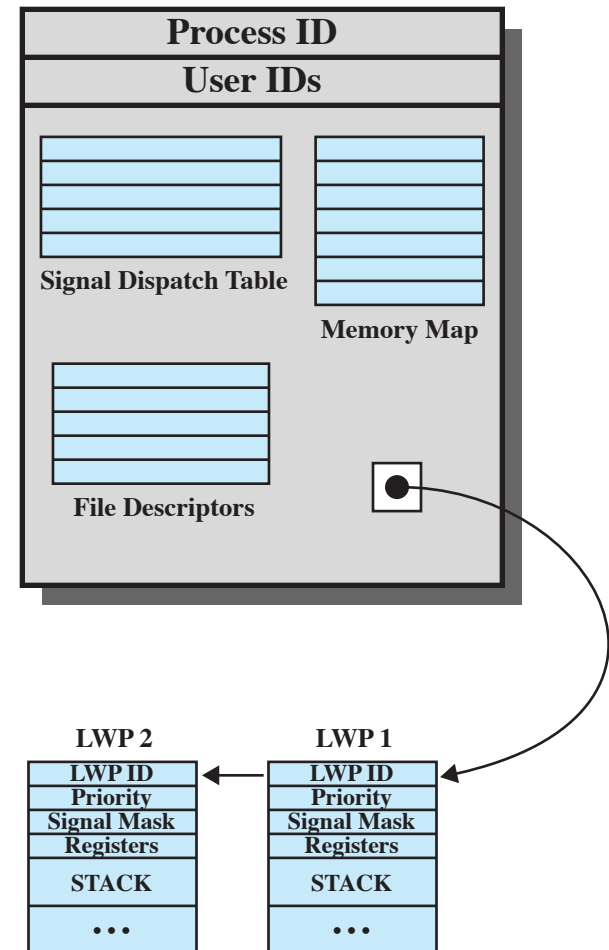 Process ID
User IDs
Signal Dispatch Table
Memory Map
File Descriptors
LWP 2
LWP ID
Priority
Signal Mask
Registers
STACK
•••
LWP 1
LWP ID
Priority
Signal Mask
Registers
STACK
•••